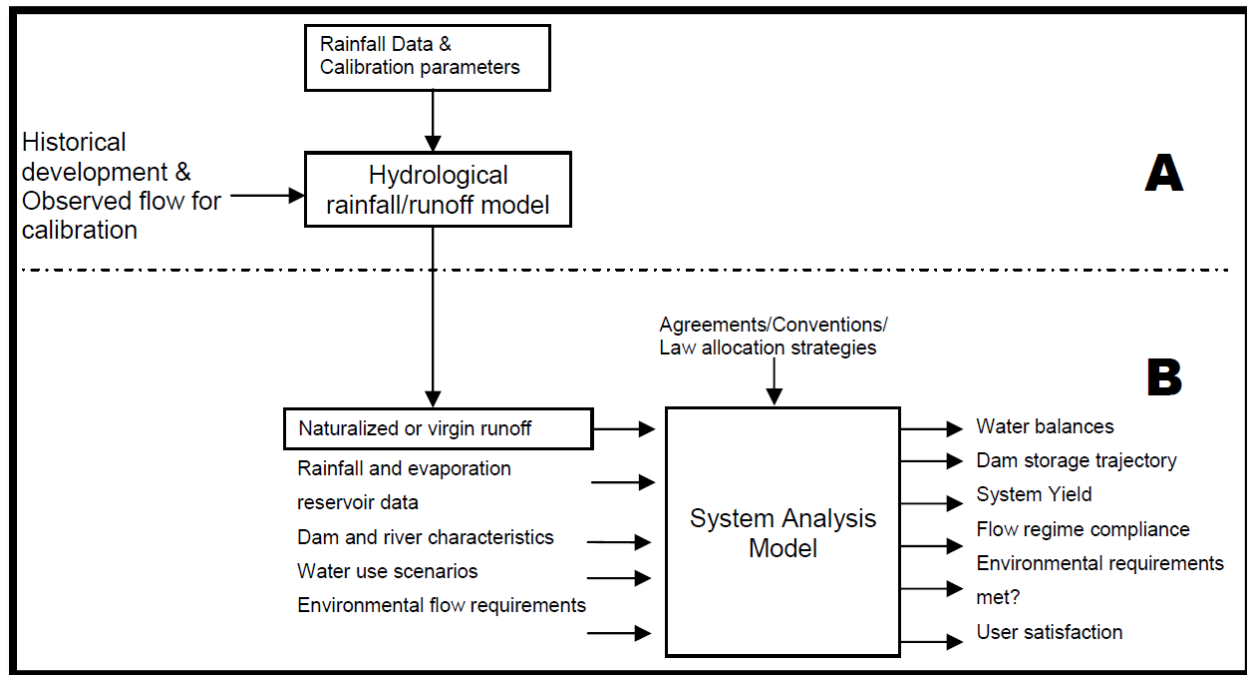 Rainfall Data &
Calibration parameters
Historical
development &
Observed flow for
calibration
Hydrological
rainfall/runoff model
A
Agreements/Conventions/
Law allocation strategies
B
Naturalized or virgin runoff
Rainfall and evaporation
reservoir data
Dam and river characteristics
Water use scenarios
Environmental flow requirements
System Analysis
Model
Water balances
Dam storage trajectory
System Yield
Flow regime compliance
Environmental requirements
met?
User satisfaction